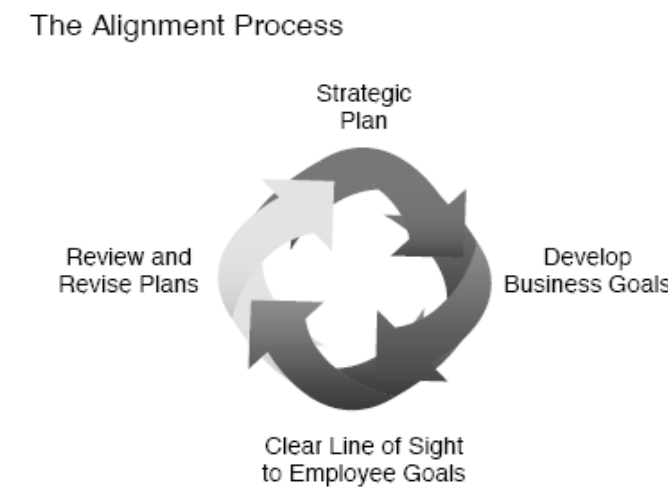 The Alignment Process
Strategic
Plan
Review and
Revise Plans
Develop
Business Goals
Clear Line of Sight
to Employee Goals